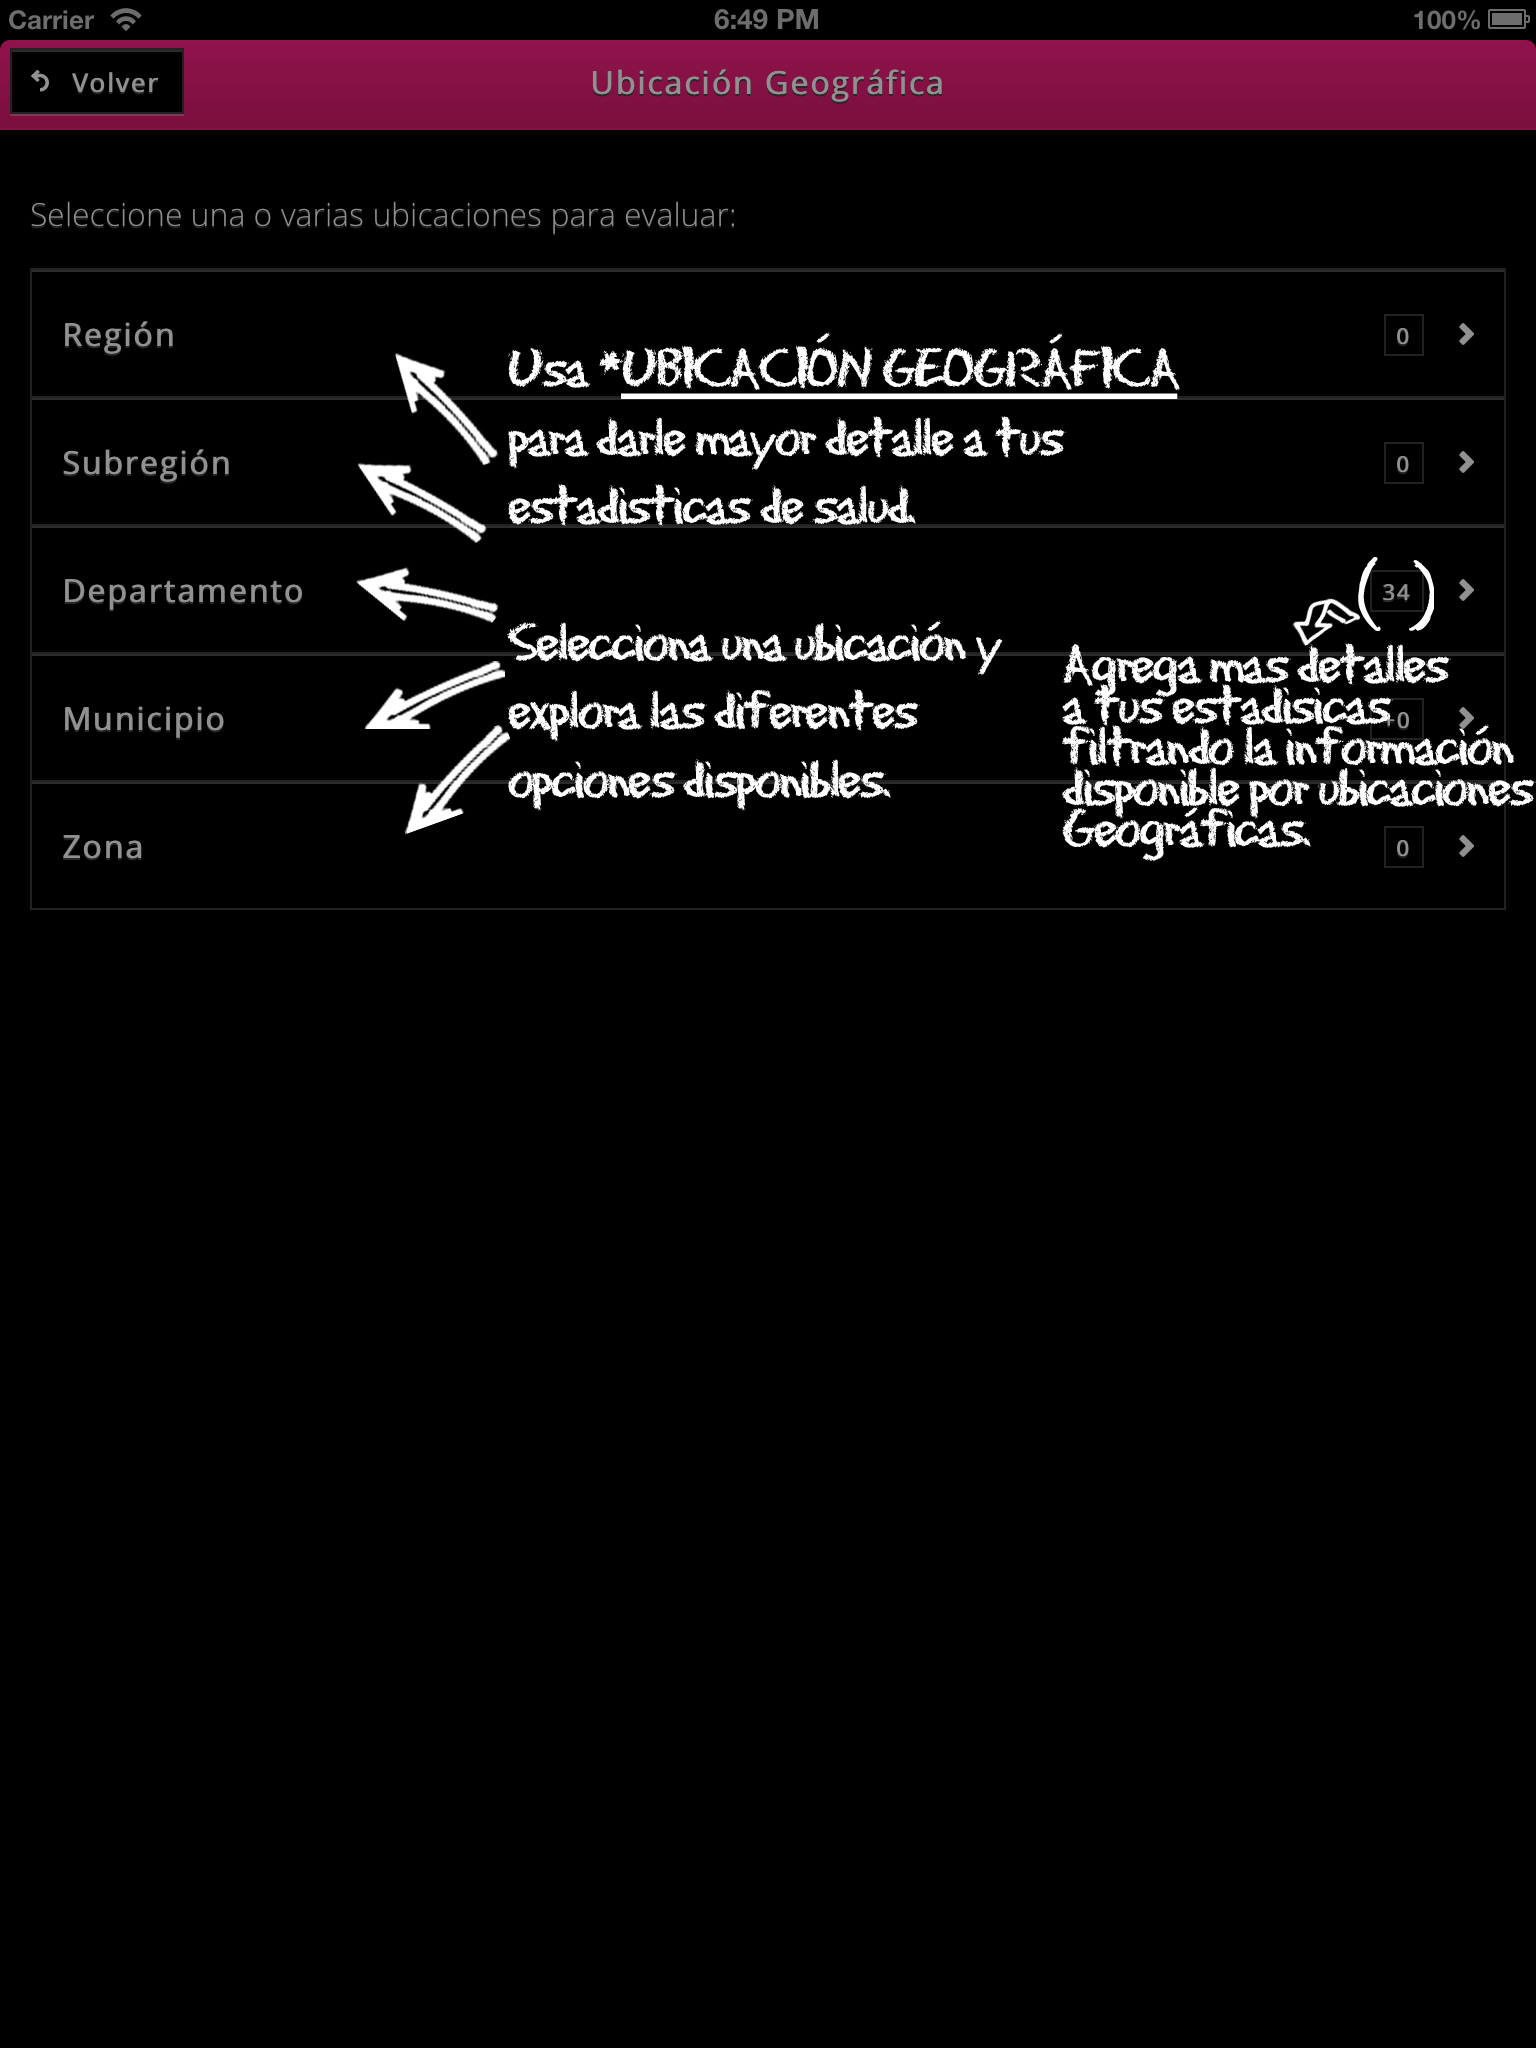 Carrier 6:49 PM 100%
Volver
Ubicación Geográfica
Seleccione una o varias ubicaciones para evaluar:
Región 0
Subregión 0
Departamento 34
Municipio +0
Zona 0
Usa *UBICACIÓN GEOGRÁFICA
para darle mayor detalle a tus
estadisticas de salud.
Selecciona una ubicación y
explora las diferentes
opciones disponibles.
( )
Agrega mas detalles
a tus estadisicas
filtrando la información
disponible por ubicaciones
Geográficas.